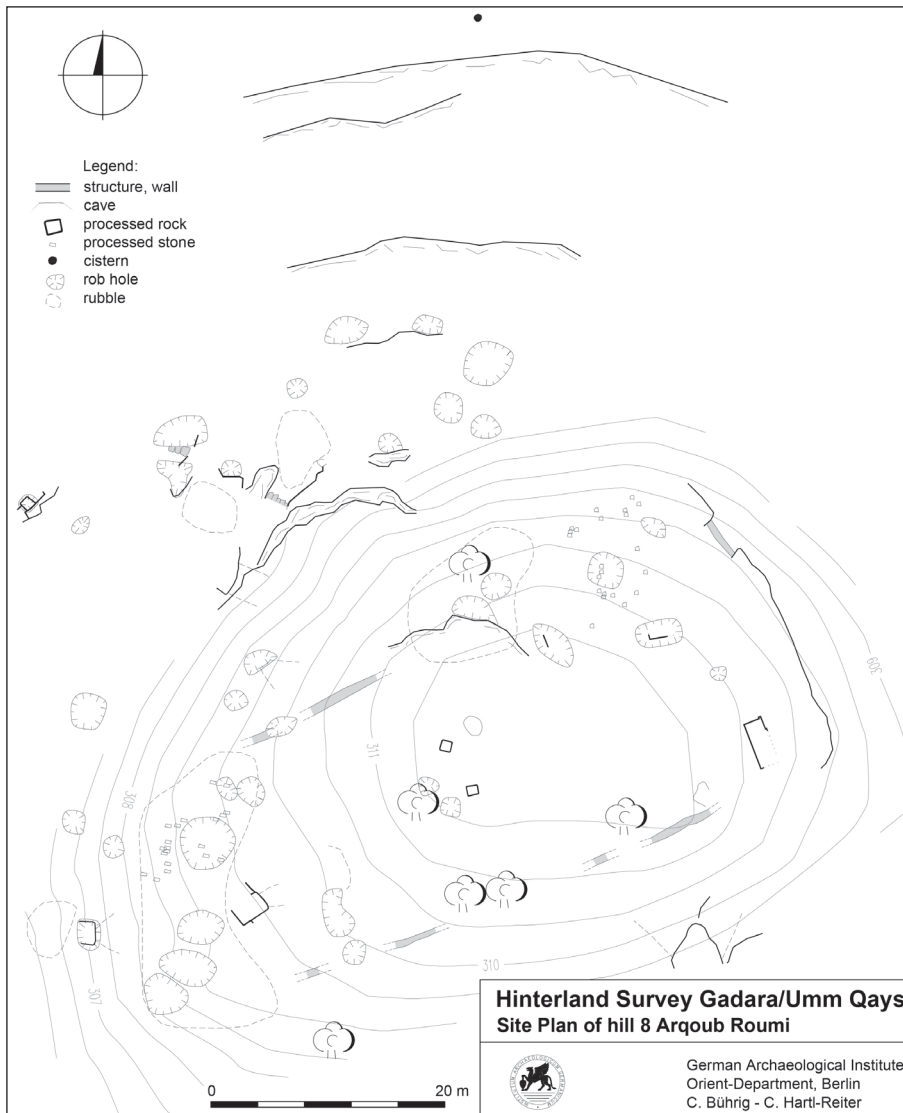 Legend:
structure, wall
cave
processed rock
processed stone
cistern
rob hole
rubble
309
311
308
310
307
0 20 m
Hinterland Survey Gadara/Umm Qays
Site Plan of hill 8 Arqoub Roumi
German Archaeological Institute
Orient-Department, Berlin
C. Bührig - C. Hartl-Reiter